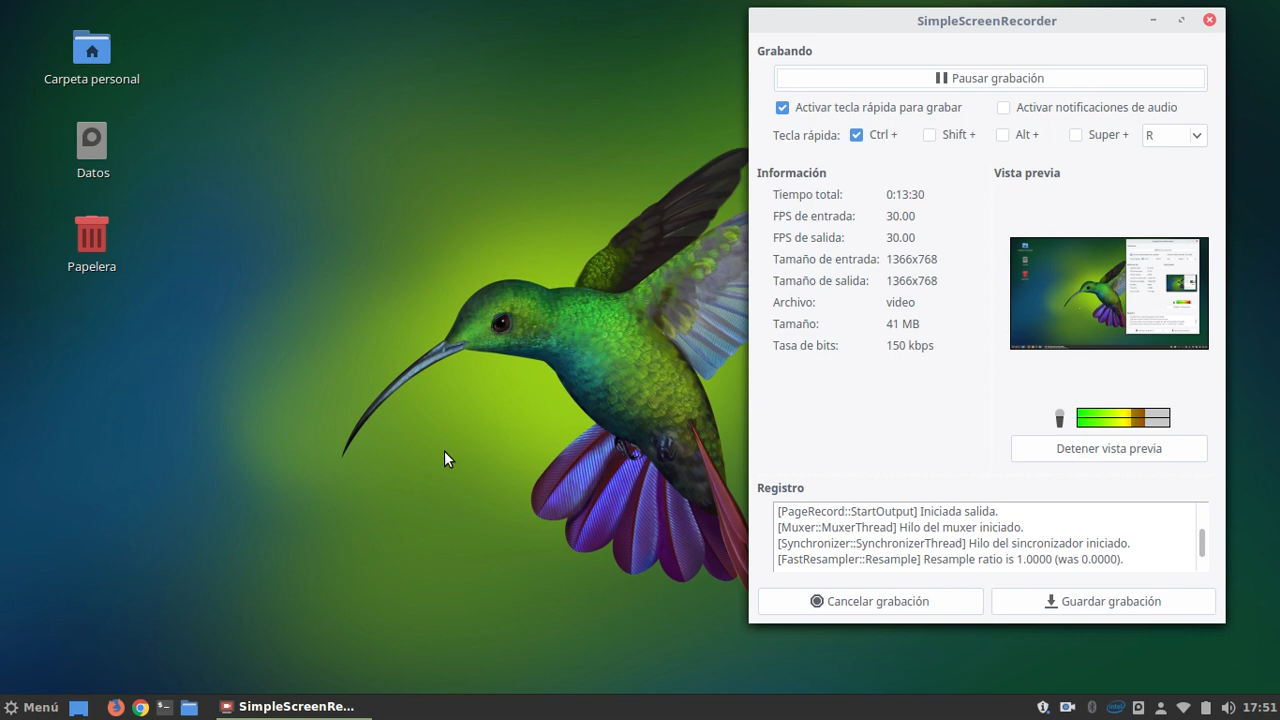 Carpeta personal
Datos
Papelera
SimpleScreenRecorder
Grabando
Pausar grabación
Activar tecla rápida para grabar Activar notificaciones de audio
Tecla rápida: Ctrl + Shift + Alt + Super + R
Información
Tiempo total: 0:13:30
FPS de entrada: 30.00
FPS de salida: 30.00
Tamaño de entrada: 1366x768
Tamaño de salida: 1366x768
Archivo: video
Tamaño: 41 MB
Tasa de bits: 150 kbps
Vista previa
Detener vista previa
Registro
[PageRecord::StartOutput] Iniciada salida.
[Muxer::MuxerThread] Hilo del muxer iniciado.
[Synchronizer::SynchronizerThread] Hilo del sincronizador iniciado.
[FastResampler::Resample] Resample ratio is 1.0000 (was 0.0000).
Cancelar grabación Guardar grabación
Menú SimpleScreenRe... 17:51